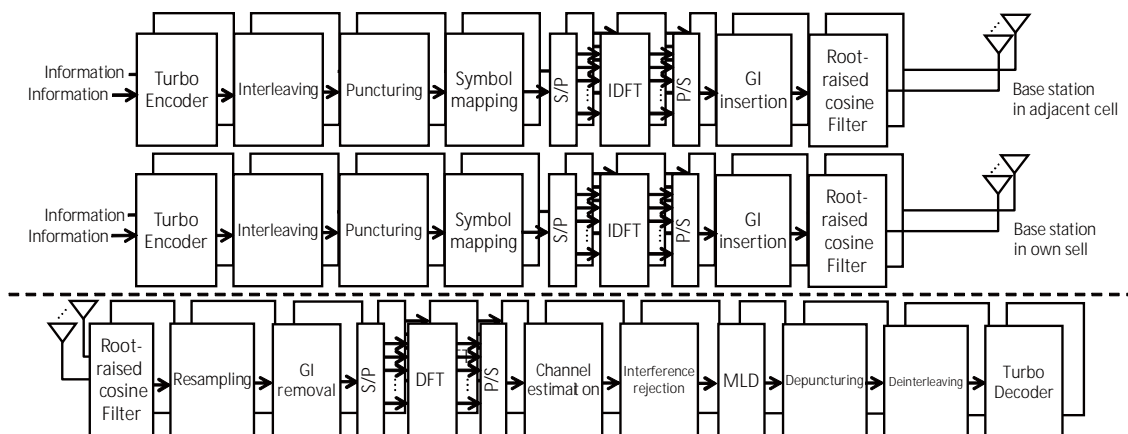 Information
Information
Turbo
Encoder
Interleaving
Puncturing
Symbol
mapping
S/P
IDFT
P/S
GI
insertion
Root-
raised
cosine
Filter
Base station
in adjacent cell
Information
Information
Turbo
Encoder
Interleaving
Puncturing
Symbol
mapping
S/P
IDFT
P/S
GI
insertion
Root-
raised
cosine
Filter
Base station
in own sell
Root-
raised
cosine
Filter
Resampling
GI
removal
S/P
DFT
P/S
Channel
estimation
Interference
rejection
MLD
Depuncturing
Deinterleaving
Turbo
Decoder